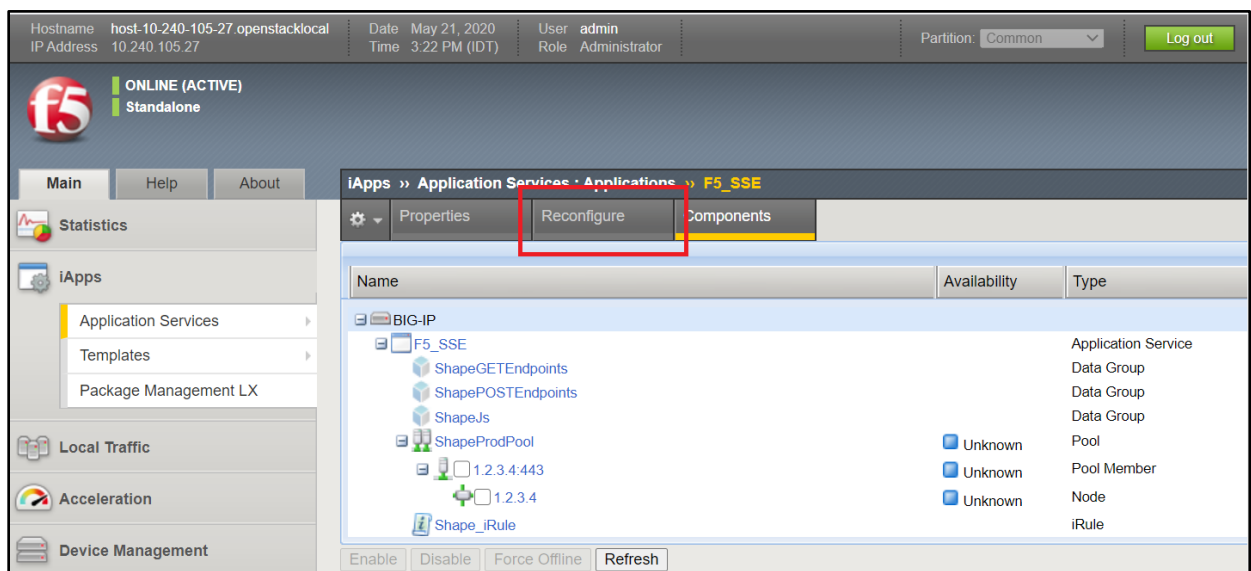 Hostname host-10-240-105-27.openstacklocal Date May 21, 2020 User admin
IP Address 10.240.105.27 Time 3:22 PM (IDT) Role Administrator Partition: Common Log out
f5
ONLINE (ACTIVE)
Standalone
Main Help About
iApps ›› Application Services : Applications ›› F5_SSE
Properties Reconfigure Components
Statistics
iApps
Application Services
Templates
Package Management LX
Local Traffic
Acceleration
Device Management
Name Availability Type
BIG-IP
F5_SSE Application Service
ShapeGETEndpoints Data Group
ShapePOSTEndpoints Data Group
ShapeJs Data Group
ShapeProdPool Unknown Pool
1.2.3.4:443 Unknown Pool Member
1.2.3.4 Unknown Node
Shape_iRule iRule
Enable Disable Force Offline Refresh